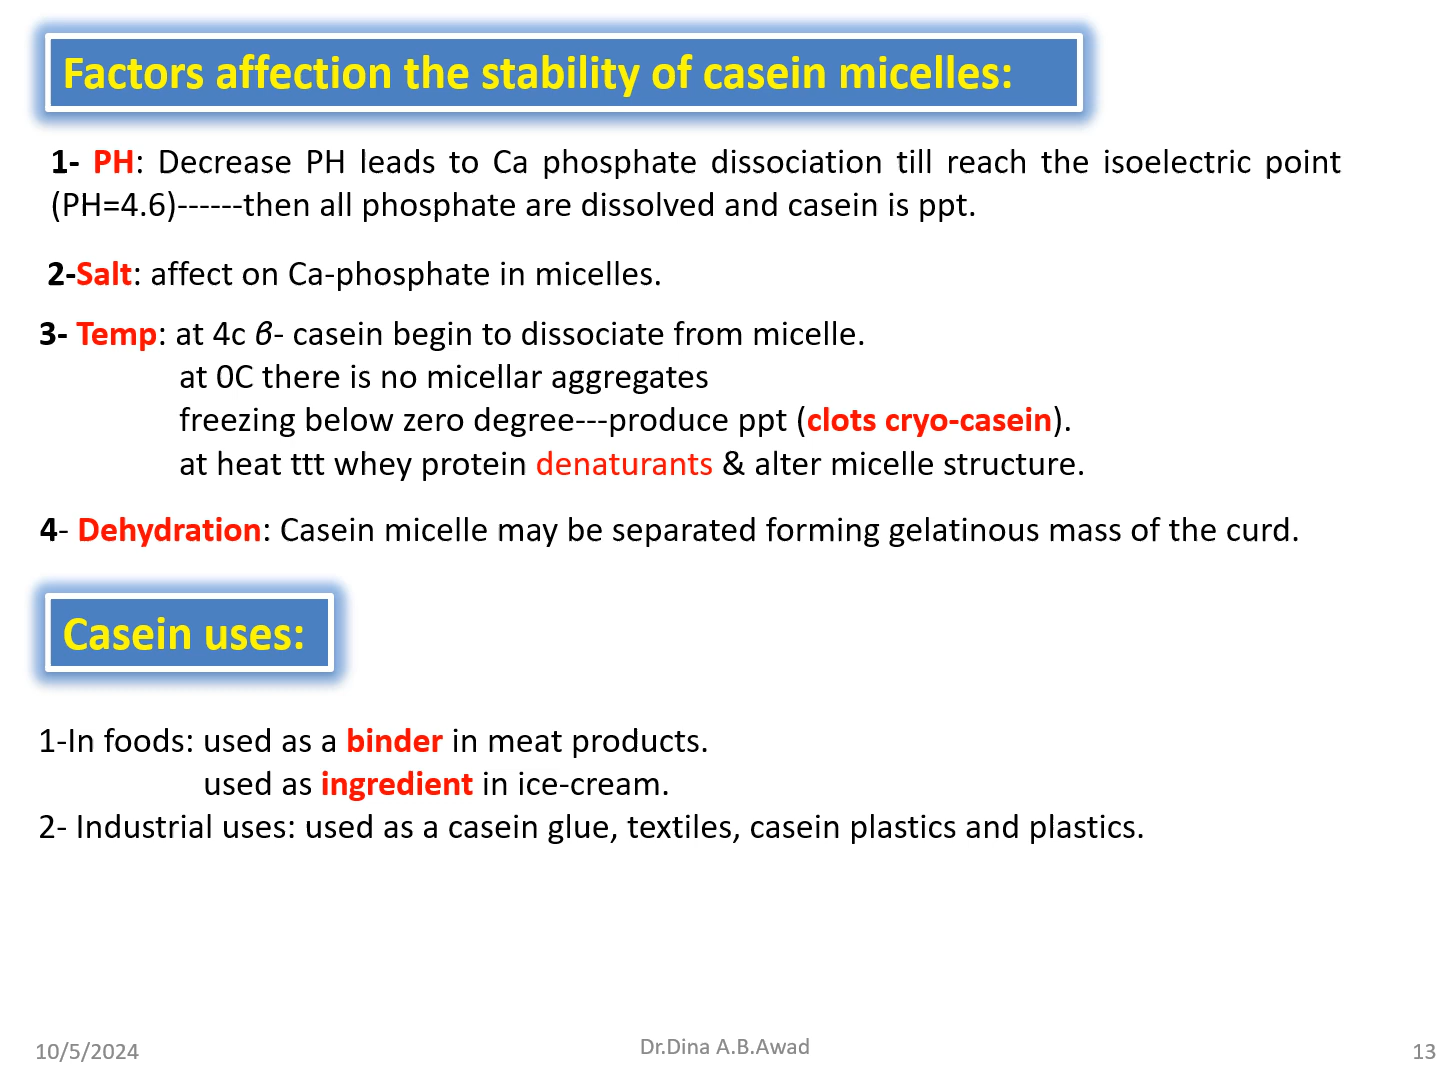 Factors affection the stability of casein micelles:
1- PH: Decrease PH leads to Ca phosphate dissociation till reach the isoelectric point
(PH=4.6)------then all phosphate are dissolved and casein is ppt.
2-Salt: affect on Ca-phosphate in micelles.
3- Temp: at 4c β- casein begin to dissociate from micelle.
at 0C there is no micellar aggregates
freezing below zero degree---produce ppt (clots cryo-casein).
at heat ttt whey protein denaturants & alter micelle structure.
4- Dehydration: Casein micelle may be separated forming gelatinous mass of the curd.
Casein uses:
1-In foods: used as a binder in meat products.
used as ingredient in ice-cream.
2- Industrial uses: used as a casein glue, textiles, casein plastics and plastics.
10/5/2024
Dr.Dina A.B.Awad
13